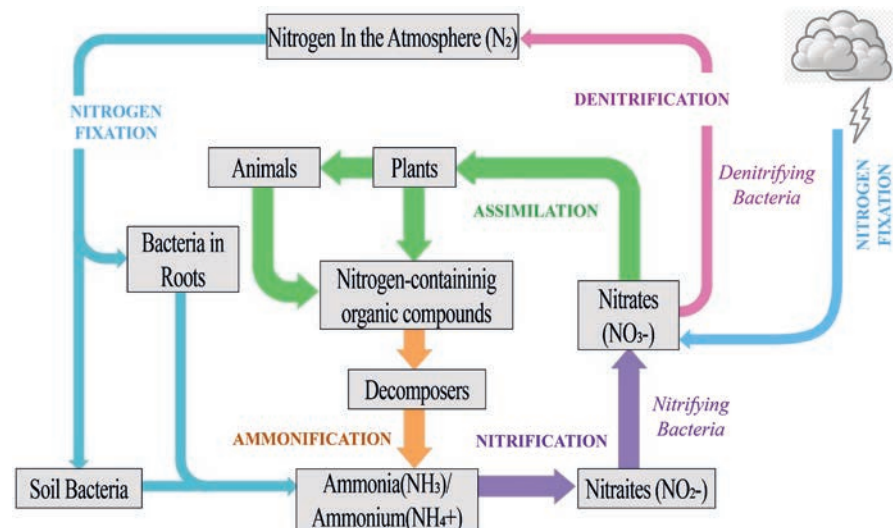 Nitrogen In the Atmosphere (N₂)
NITROGEN
FIXATION
DENITRIFICATION
Animals
Plants
ASSIMILATION
Denitrifying
Bacteria
NITROGEN
FIXATION
Bacteria in
Roots
Nitrogen-containinig
organic compounds
Nitrates
(NO₃-)
Decomposers
Nitrifying
Bacteria
AMMONIFICATION
NITRIFICATION
Soil Bacteria
Ammonia(NH₃)/
Ammonium(NH₄+)
Nitraites (NO₂-)